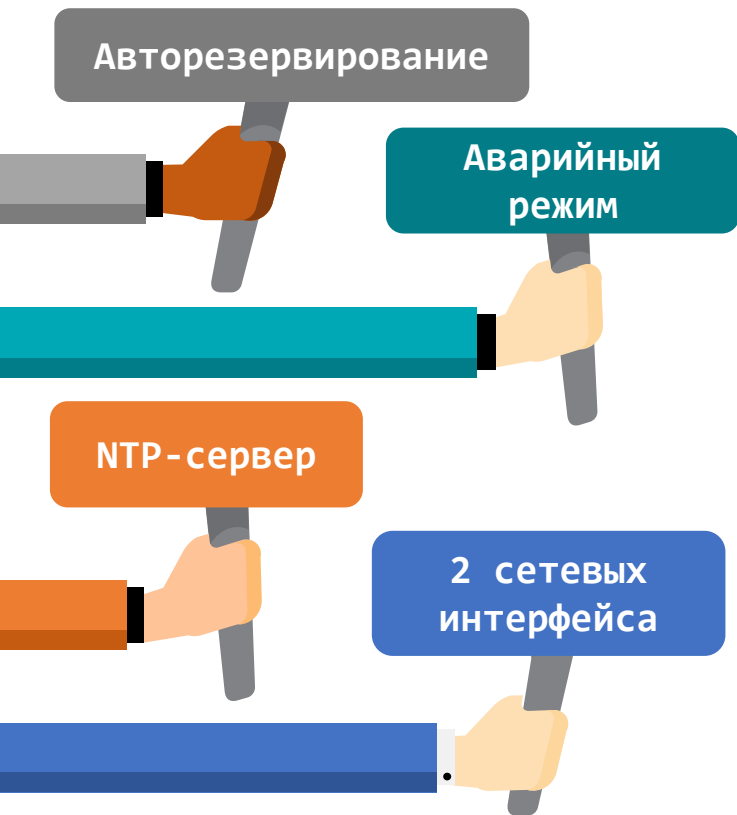 Авторезервирование
Аварийный
режим
NTP-сервер
2 сетевых
интерфейса